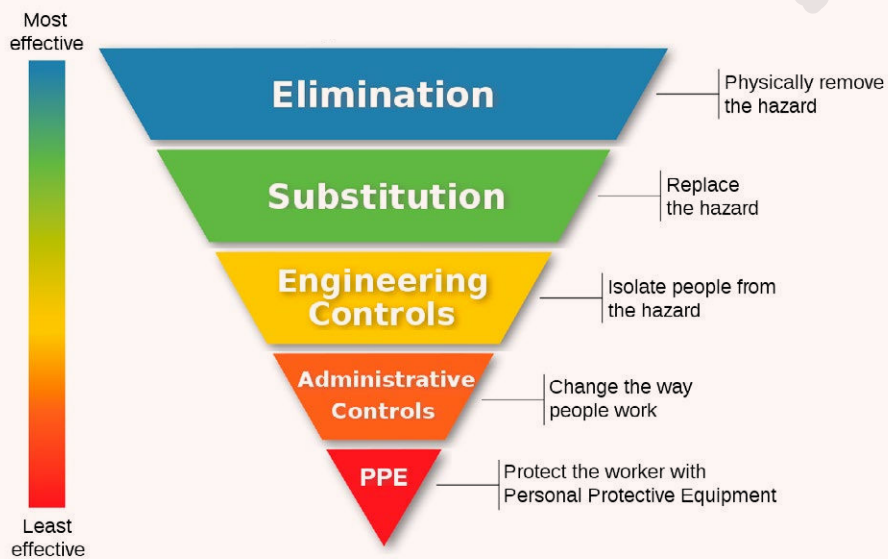 Most
effective
Elimination
Physically remove
the hazard
Substitution
Replace
the hazard
Engineering
Controls
Isolate people from
the hazard
Administrative
Controls
Change the way
people work
PPE
Protect the worker with
Personal Protective Equipment
Least
effective